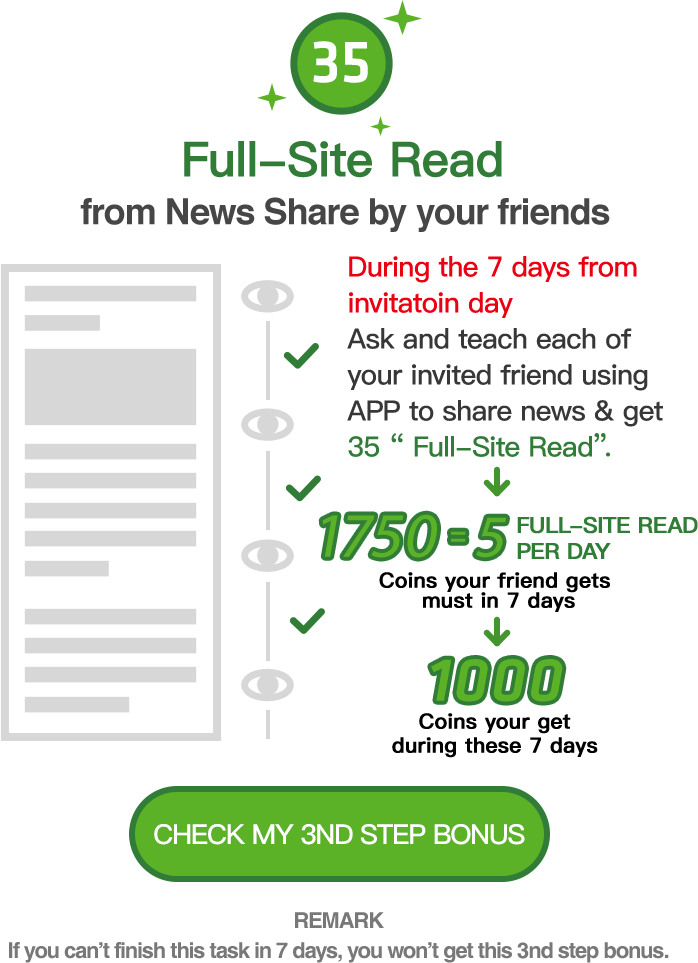 35
Full–Site Read
from News Share by your friends
During the 7 days from
invitatoin day
Ask and teach each of
your invited friend using
APP to share news & get
35 “ Full–Site Read”.
1750=5 FULL–SITE READ
PER DAY
Coins your friend gets
must in 7 days
1000
Coins your get
during these 7 days
CHECK MY 3ND STEP BONUS
REMARK
If you can’t finish this task in 7 days, you won’t get this 3nd step bonus.